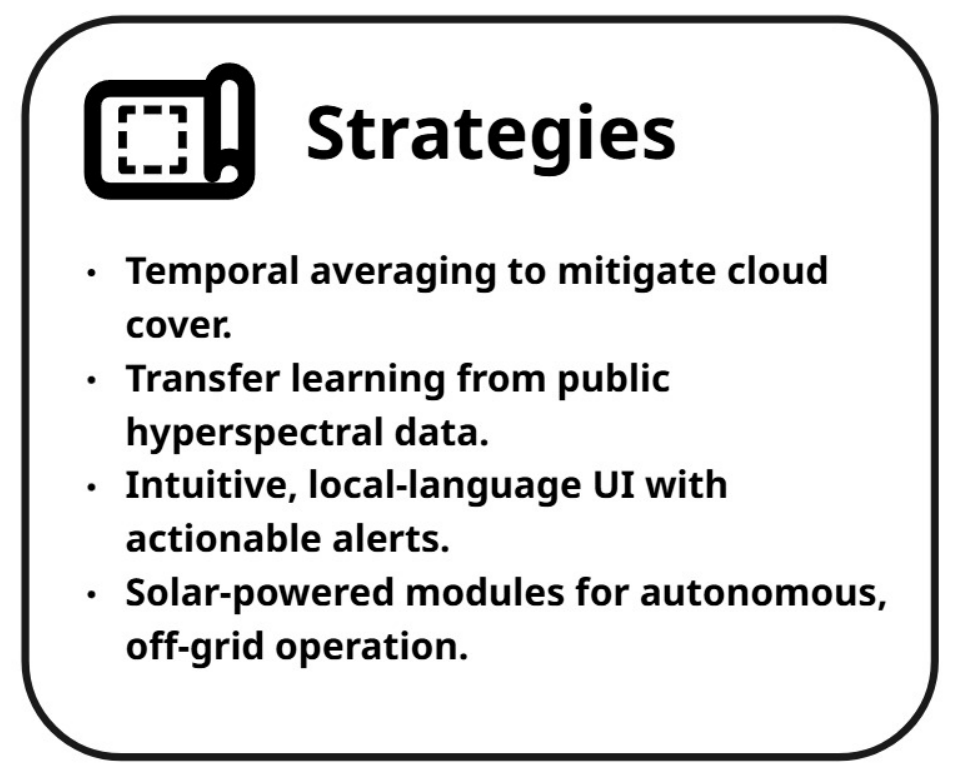 Strategies
· Temporal averaging to mitigate cloud
cover.
· Transfer learning from public
hyperspectral data.
· Intuitive, local-language UI with
actionable alerts.
· Solar-powered modules for autonomous,
off-grid operation.